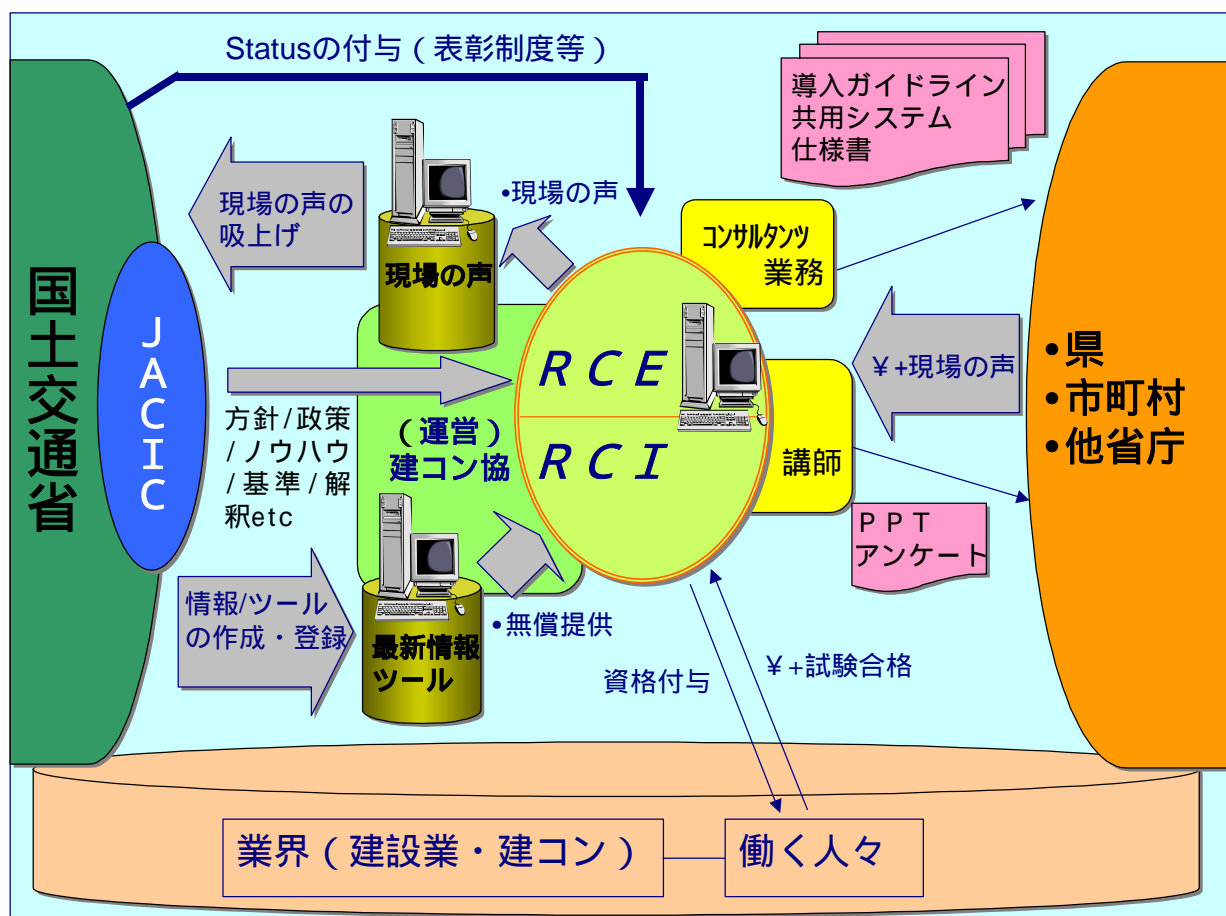 Statusの付与(表彰制度等)
導入ガイドライン
共用システム
仕様書
現場の声の
吸上げ
•現場の声
現場の声
コンサルタンツ
業務
国土交通省
JACIC
RCE
RCI
¥+現場の声
•県
•市町村
•他省庁
方針/政策
/ノウハウ
/基準/解
釈etc
(運営)
建コン協
講師
PPT
アンケート
情報/ツール
の作成・登録
最新情報
ツール
•無償提供
資格付与
¥+試験合格
業界(建設業・建コン)
働く人々